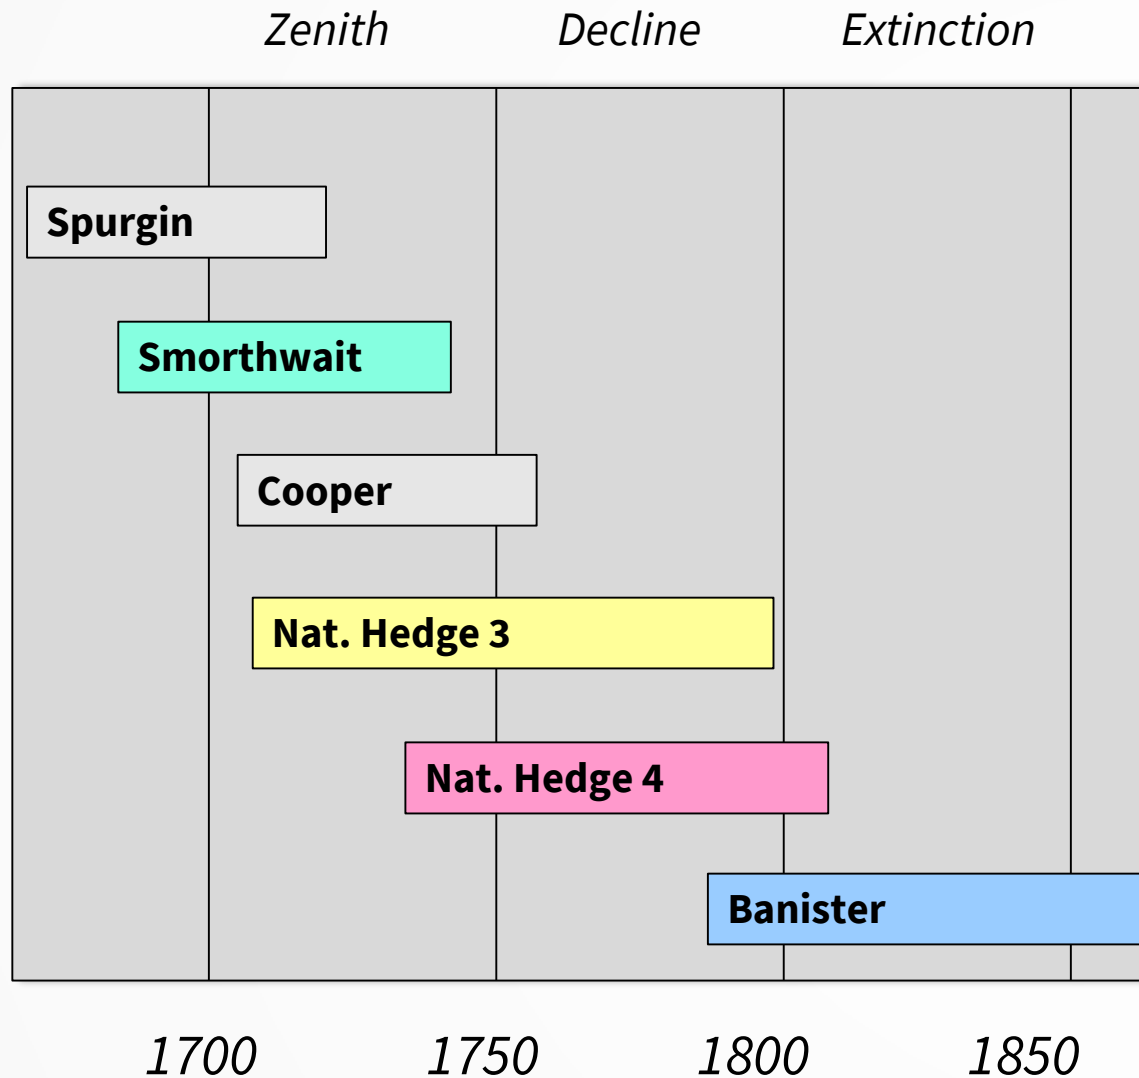 Zenith Decline Extinction
Spurgin
Smorthwait
Cooper
Nat. Hedge 3
Nat. Hedge 4
Banister
1700 1750 1800 1850